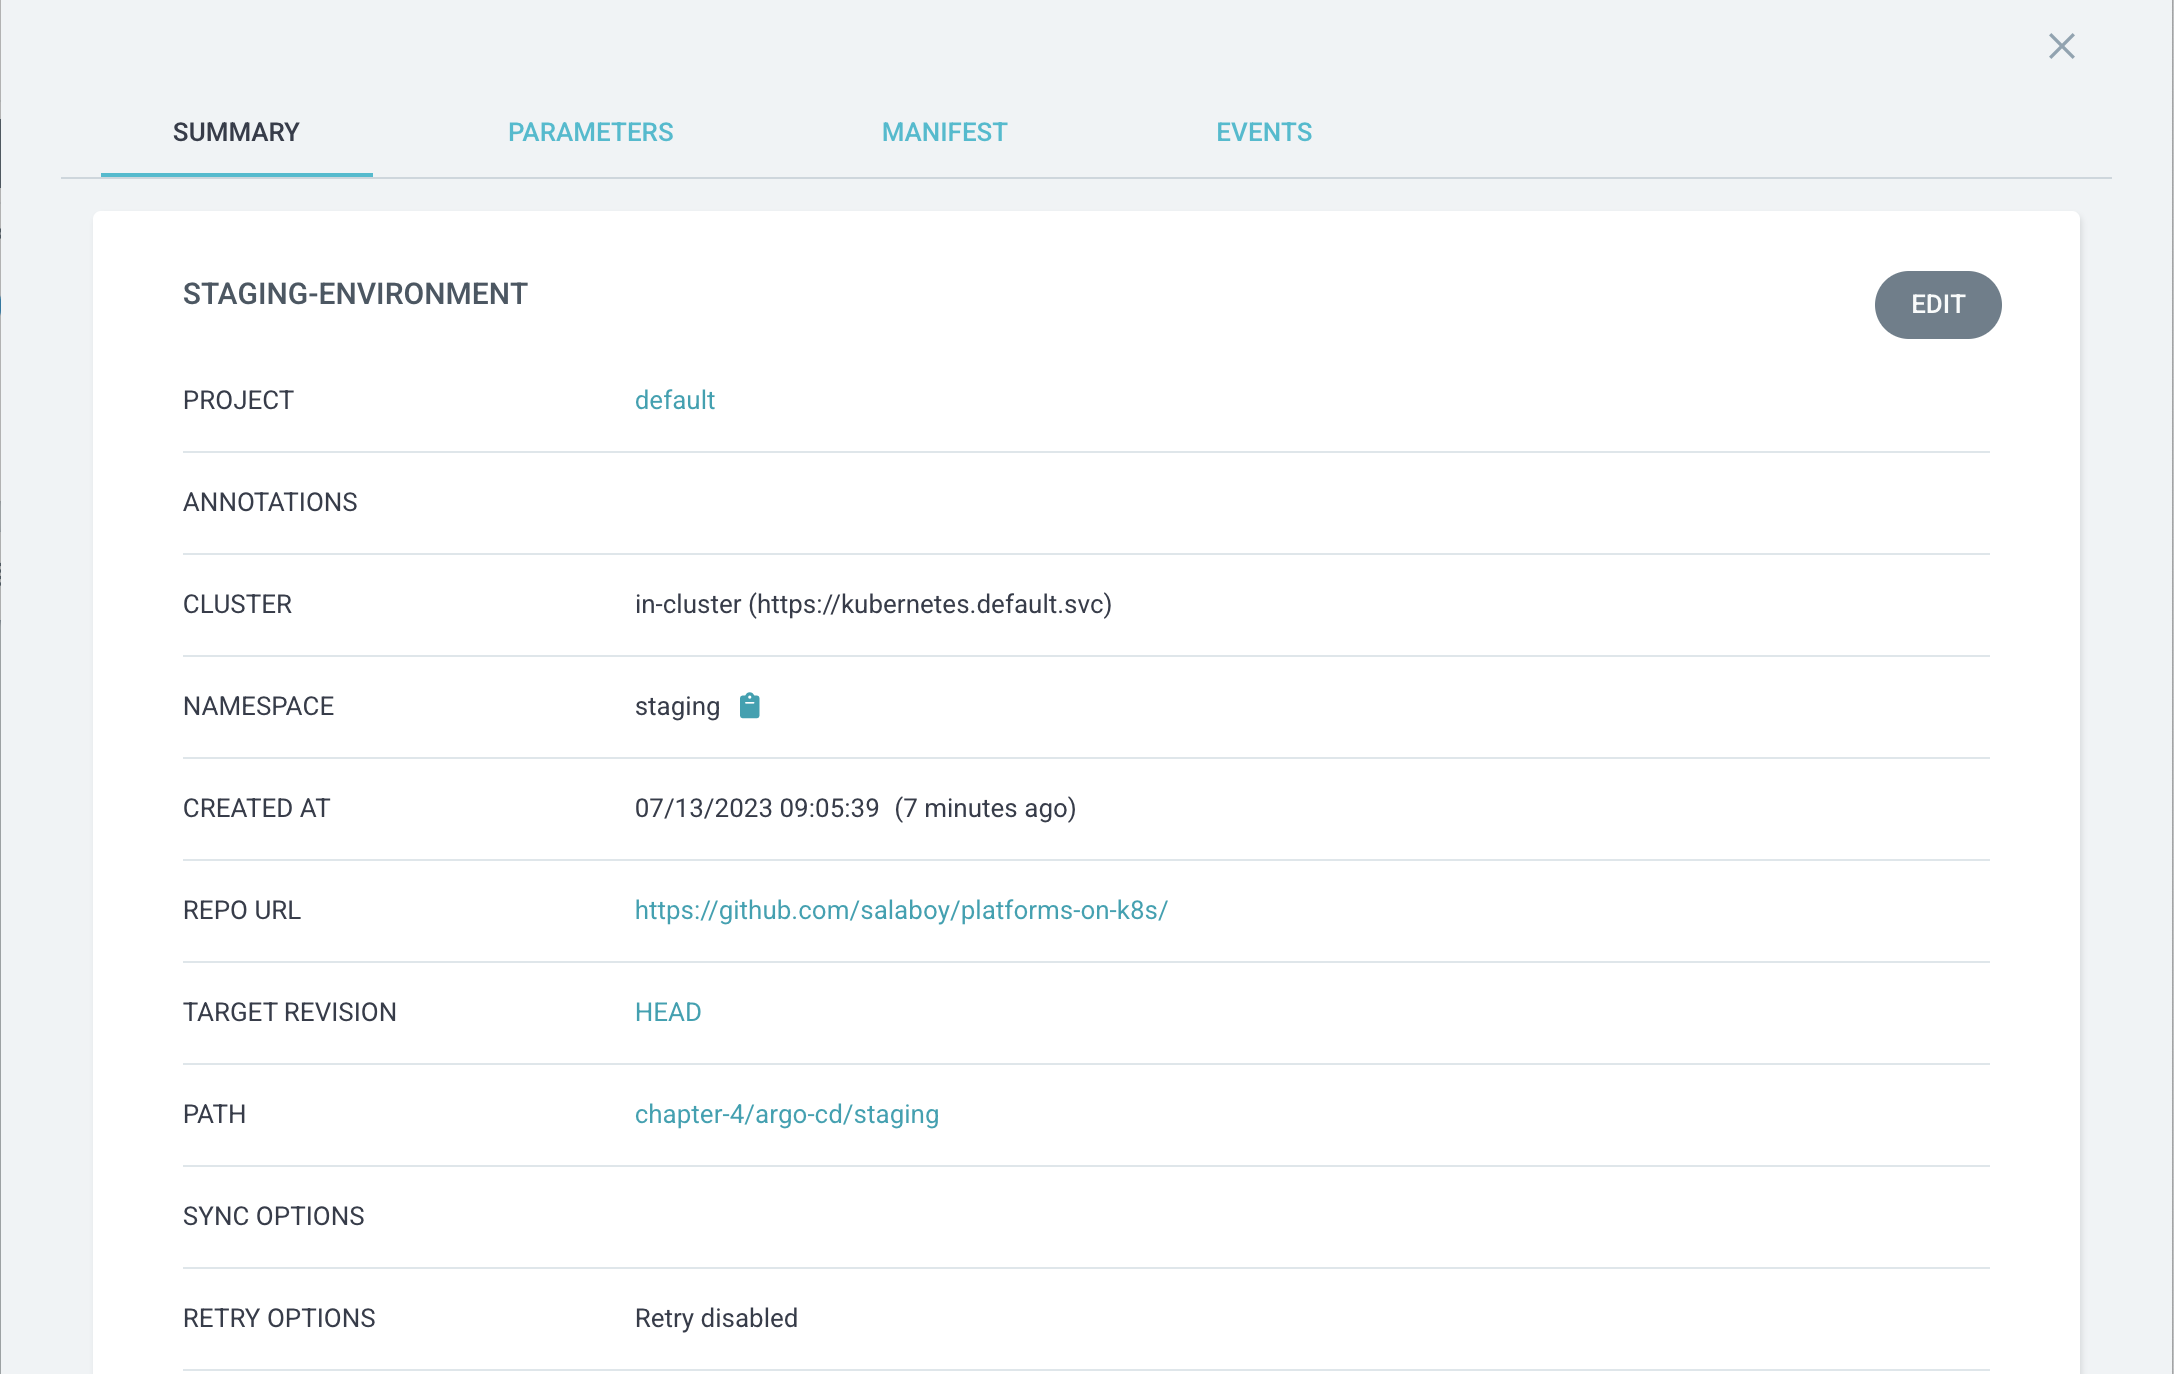 SUMMARY PARAMETERS MANIFEST EVENTS
STAGING-ENVIRONMENT EDIT
PROJECT default
ANNOTATIONS
CLUSTER in-cluster (https://kubernetes.default.svc)
NAMESPACE staging
CREATED AT 07/13/2023 09:05:39 (7 minutes ago)
REPO URL https://github.com/salaboy/platforms-on-k8s/
TARGET REVISION HEAD
PATH chapter-4/argo-cd/staging
SYNC OPTIONS
RETRY OPTIONS Retry disabled